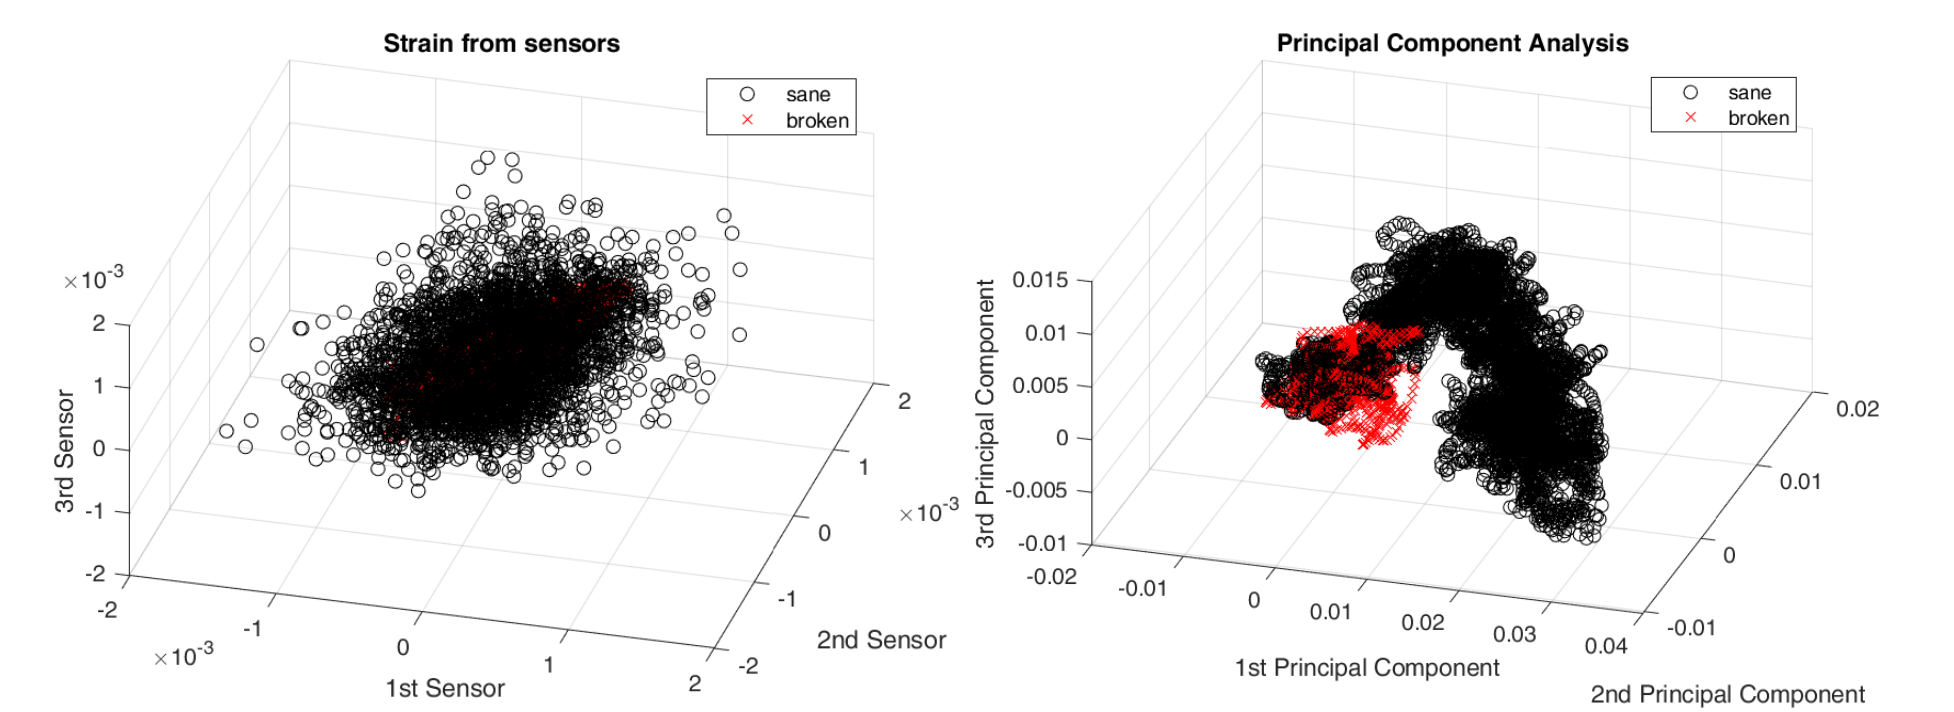 Strain from sensors
sane
broken
×10-3
2
1
0
-1
-2
3rd Sensor
-2
-1
0
1
2
×10-3
1st Sensor
2
1
0
-1
-2
×10-3
2nd Sensor
Principal Component Analysis
sane
broken
0.015
0.01
0.005
0
-0.005
-0.01
3rd Principal Component
-0.02
-0.01
0
0.01
0.02
0.03
0.04
1st Principal Component
0.02
0.01
0
-0.01
2nd Principal Component